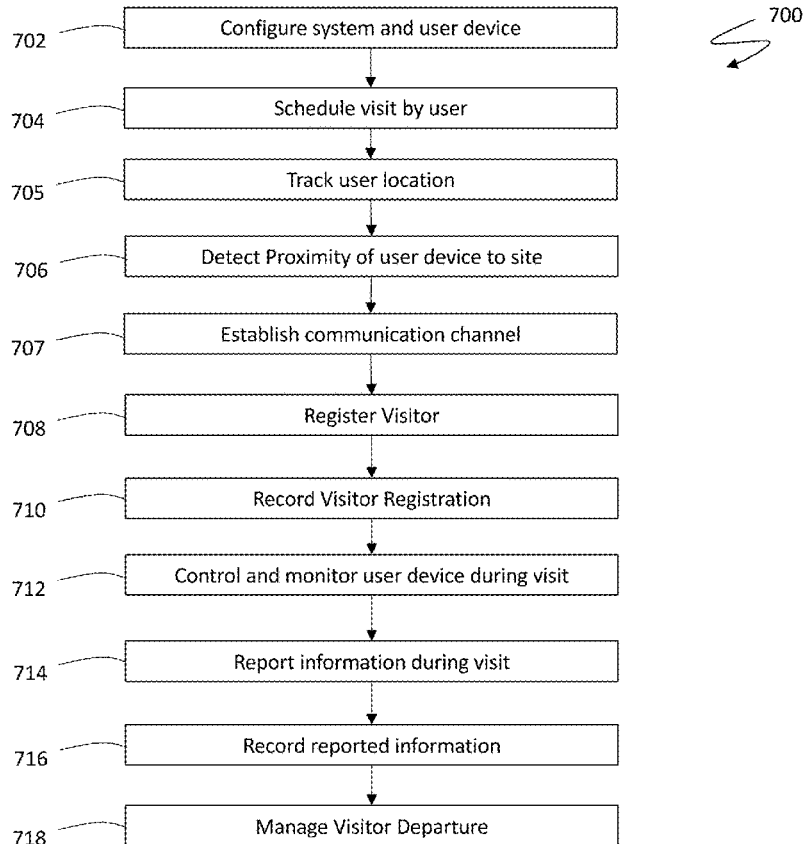 700
702 Configure system and user device
704 Schedule visit by user
705 Track user location
706 Detect Proximity of user device to site
707 Establish communication channel
708 Register Visitor
710 Record Visitor Registration
712 Control and monitor user device during visit
714 Report information during visit
716 Record reported information
718 Manage Visitor Departure